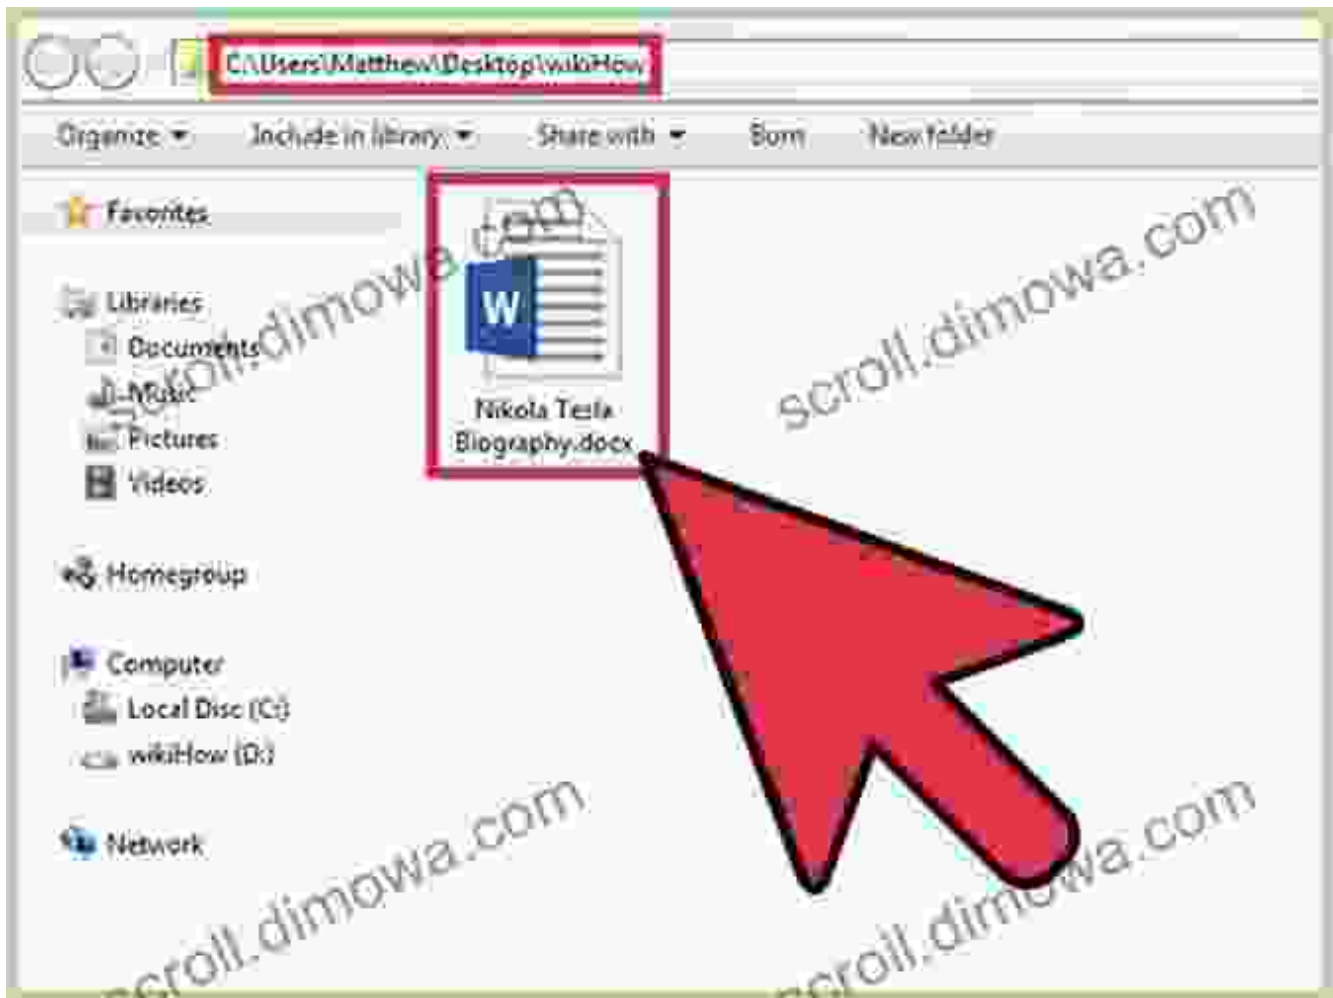 C:\Users\Matthew\Desktop\wikiHow
Organize Include in library Share with Burn New folder
Favorites
Libraries
Documents
Music
Pictures
Videos
Homegroup
Computer
Local Disc (C:)
wikiHow (D:)
Network
W
Nikola Tesla
Biography.docx
scroll.dimowa.com
scroll.dimowa.com
scroll.dimowa.com
scroll.dimowa.com